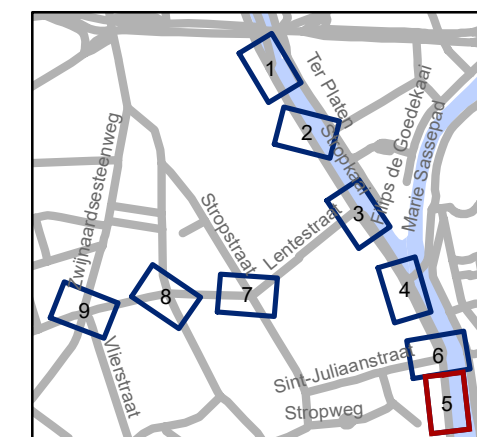 1
Ter Platen
2
Stropkaai
Filips de Goedekaai
Marie Sassepad
Zwijnaardsesteenweg
Stropstraat
Lentestraat
3
4
7
8
9
Vlierstraat
Sint-Juliaanstraat
6
5
Stropweg